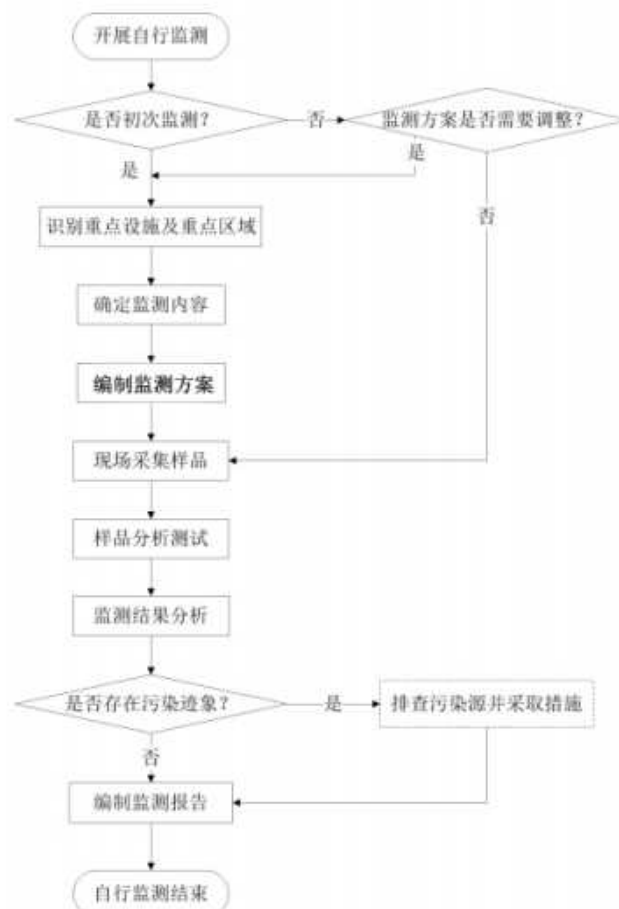 开展自行监测
是否初次监测?
否
监测方案是否需要调整?
是
是
识别重点设施及重点区域
否
确定监测内容
编制监测方案
现场采集样品
样品分析测试
监测结果分析
是否存在污染迹象?
是
排查污染源并采取措施
否
编制监测报告
自行监测结束